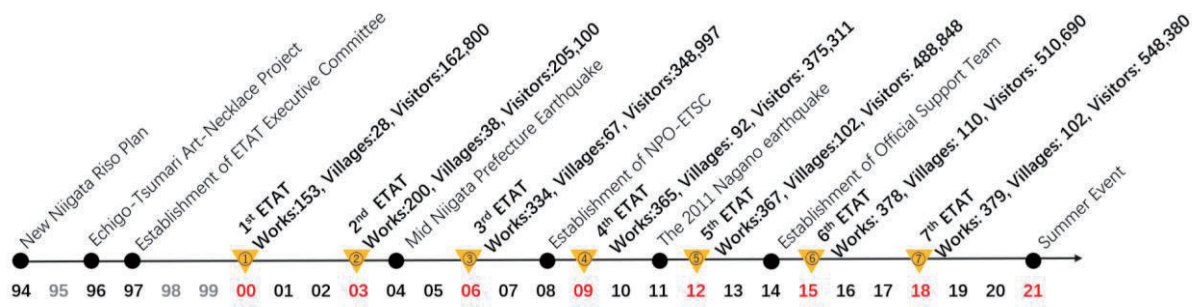 New Niigata Riso Plan
Echigo-Tsumari Art-Necklace Project
Establishment of ETAT Executive Committee
1st ETAT
Works:153, Villages:28, Visitors:162,800
2nd ETAT
Works:200, Villages:38, Visitors:205,100
Mid Niigata Prefecture Earthquake
3rd ETAT
Works:334, Villages:67, Visitors:348,997
Establishment of NPO-ETSC
4th ETAT
Works:365, Villages: 92, Visitors: 375,311
The 2011 Nagano earthquake
5th ETAT
Works:367, Villages:102, Visitors: 488,848
Establishment of Official Support Team
6th ETAT
Works: 378, Villages: 110, Visitors: 510,690
7th ETAT
Works: 379, Villages: 102, Visitors: 548,380
Summer Event
1 2 3 4 5 6 7
94 95 96 97 98 99 00 01 02 03 04 05 06 07 08 09 10 11 12 13 14 15 16 17 18 19 20 21